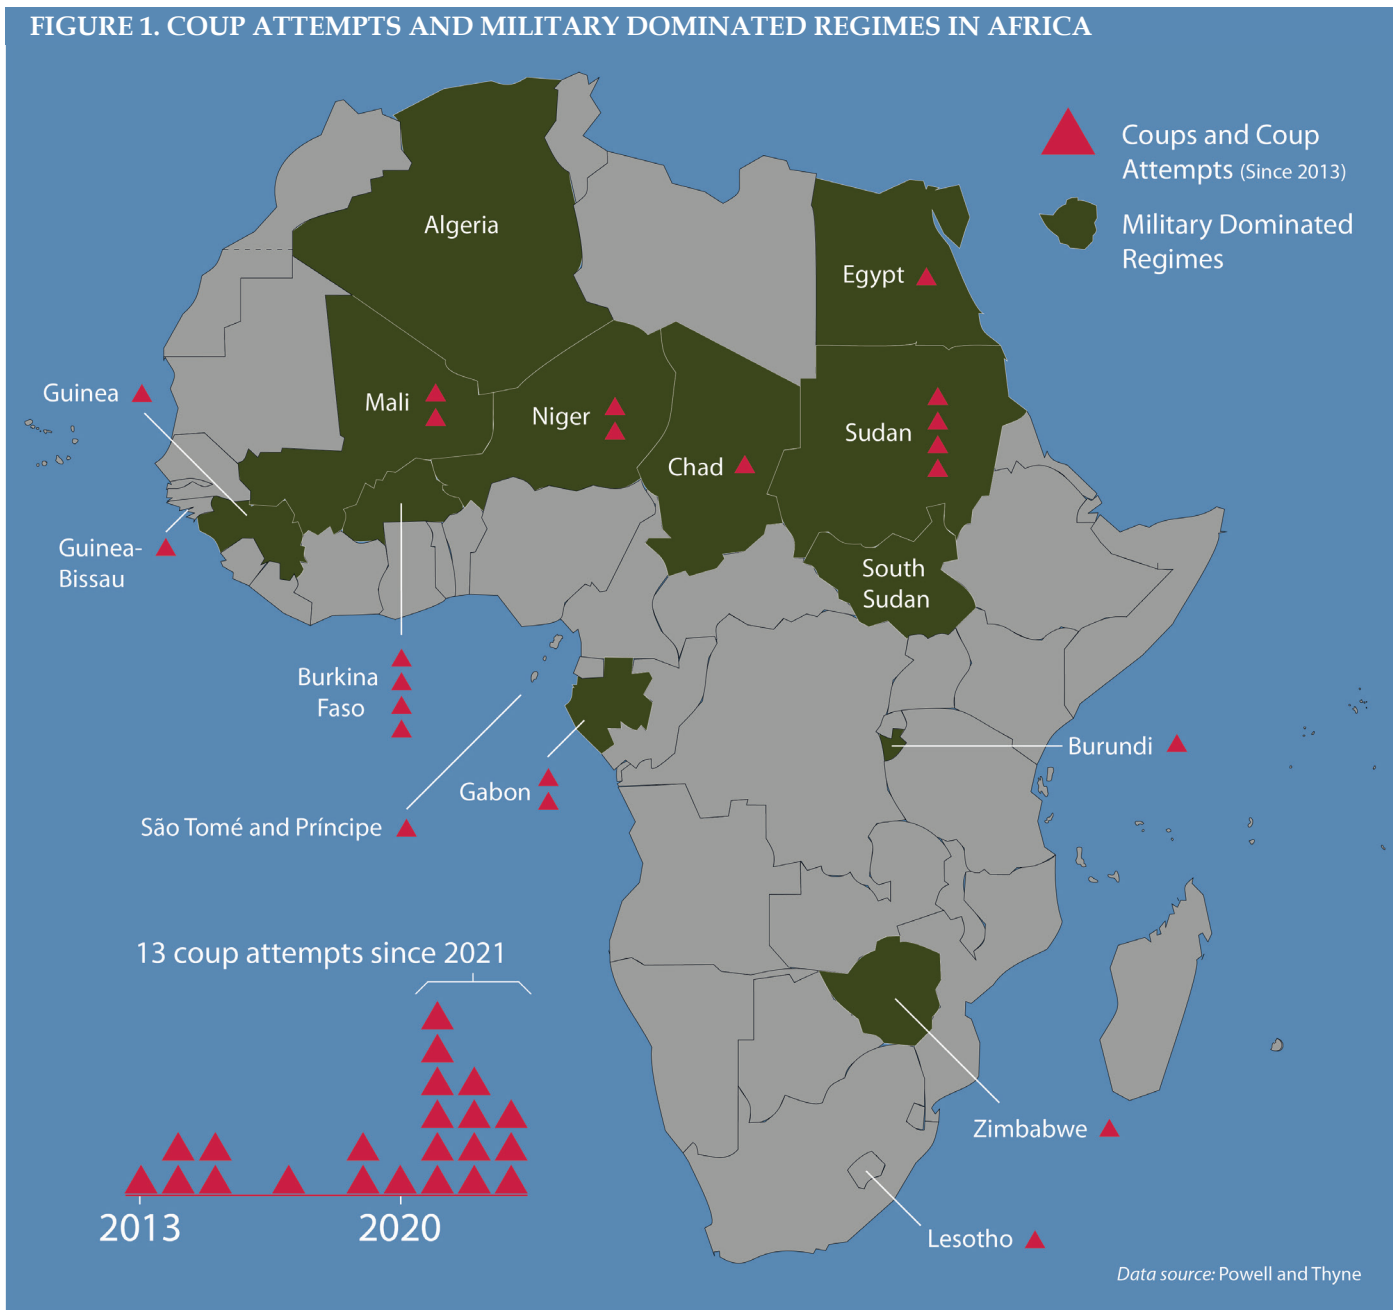 FIGURE 1. COUP ATTEMPTS AND MILITARY DOMINATED REGIMES IN AFRICA
Coups and Coup
Attempts (Since 2013)
Military Dominated
Regimes
Algeria
Egypt
Guinea
Mali
Niger
Sudan
Chad
Guinea-
Bissau
South
Sudan
Burkina
Faso
Burundi
Gabon
São Tomé and Príncipe
13 coup attempts since 2021
Zimbabwe
2013
2020
Lesotho
Data source: Powell and Thyne